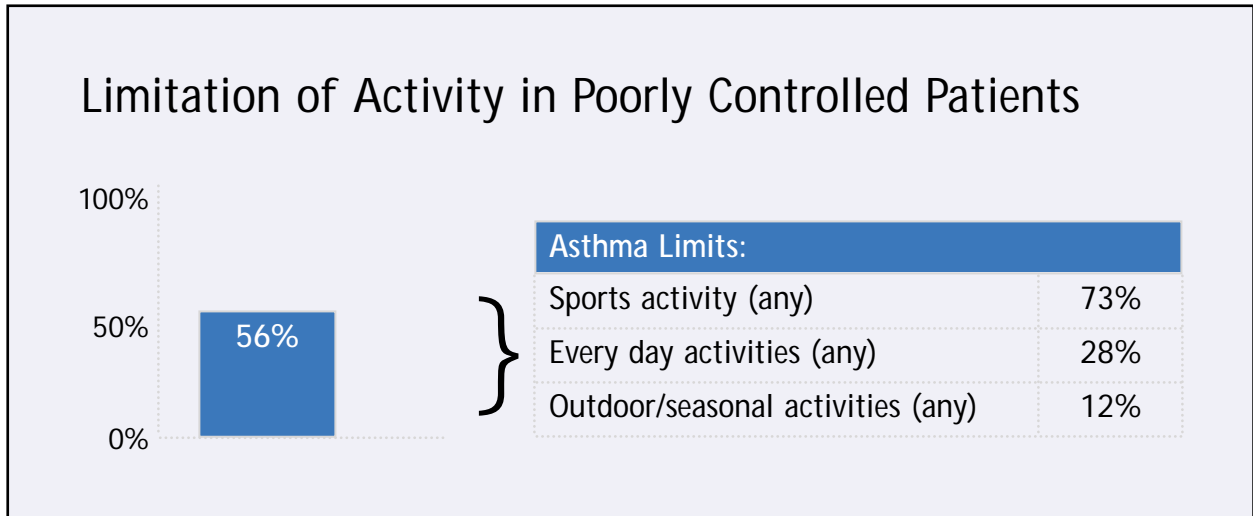 Limitation of Activity in Poorly Controlled Patients
100%
50%
0%
56%
Asthma Limits:
Sports activity (any) 73%
Every day activities (any) 28%
Outdoor/seasonal activities (any) 12%